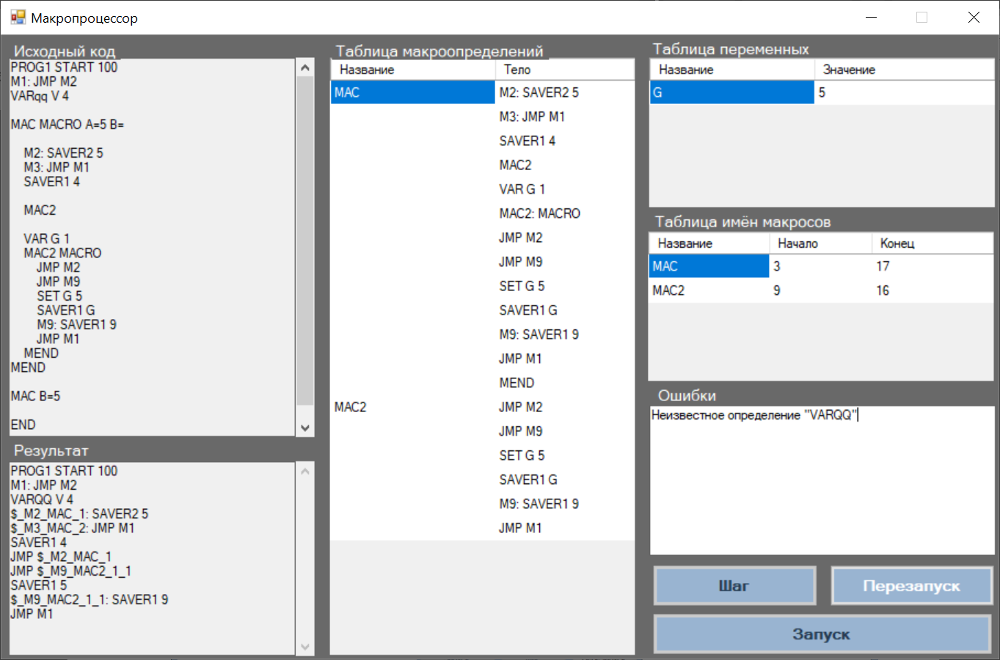 Макропроцессор
Исходный код
PROG1 START 100
M1: JMP M2
VARqq V 4
MAC MACRO A=5 B=
M2: SAVER2 5
M3: JMP M1
SAVER1 4
MAC2
VAR G 1
MAC2 MACRO
JMP M2
JMP M9
SET G 5
SAVER1 G
M9: SAVER1 9
JMP M1
MEND
MEND
MAC B=5
END
Результат
PROG1 START 100
M1: JMP M2
VARQQ V 4
$_M2_MAC_1: SAVER2 5
$_M3_MAC_2: JMP M1
SAVER1 4
JMP $_M2_MAC_1
JMP $_M9_MAC2_1_1
SAVER1 5
$_M9_MAC2_1_1: SAVER1 9
JMP M1
Таблица макроопределений
Название Тело
MAC M2: SAVER2 5
M3: JMP M1
SAVER1 4
MAC2
VAR G 1
MAC2: MACRO
JMP M2
JMP M9
SET G 5
SAVER1 G
M9: SAVER1 9
JMP M1
MEND
MAC2 JMP M2
JMP M9
SET G 5
SAVER1 G
M9: SAVER1 9
JMP M1
Таблица переменных
Название Значение
G 5
Таблица имён макросов
Название Начало Конец
MAC 3 17
MAC2 9 16
Ошибки
Неизвестное определение "VARQQ"
Шаг Перезапуск
Запуск